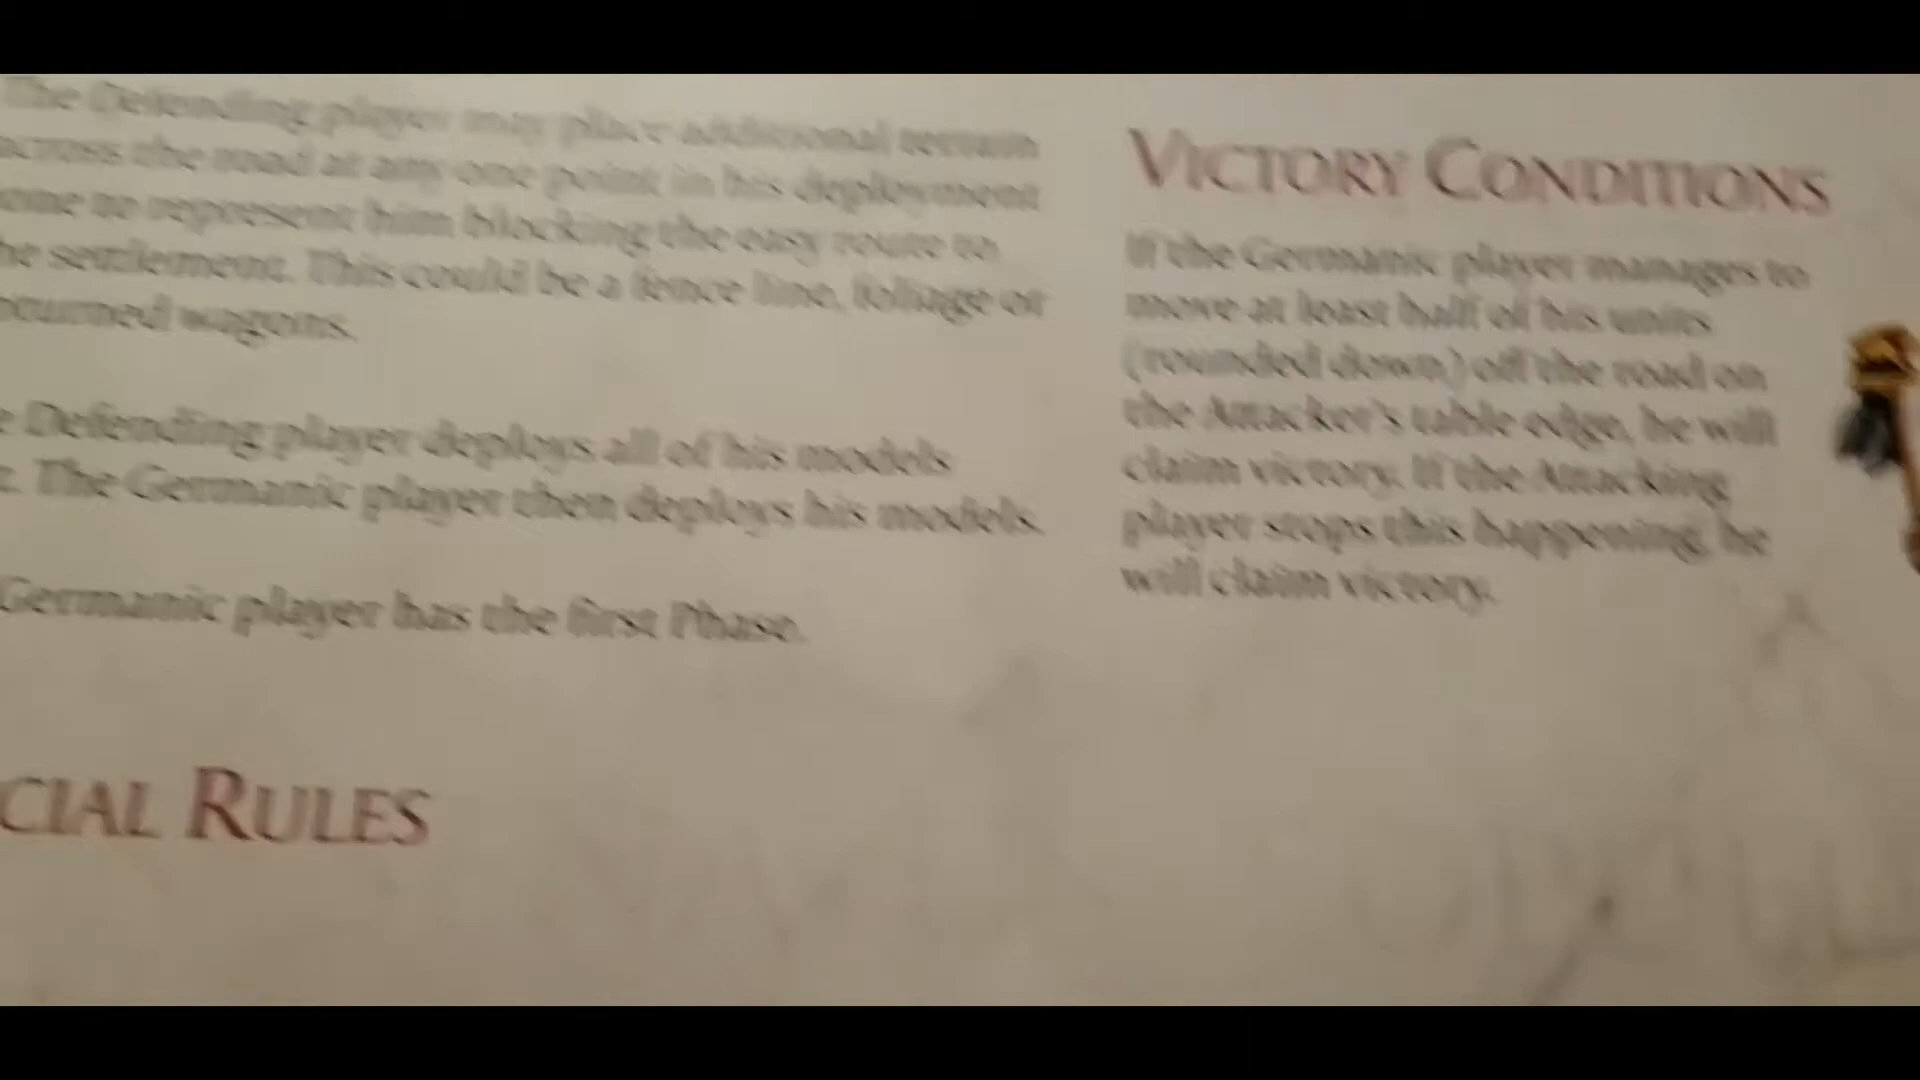 The Defending player may place additional terrain
across the road at any one point in his deployment
one to represent him blocking the easy route to
he settlement. This could be a fence line, foliage or
rturned wagons.
e Defending player deploys all of his models
t. The Germanic player then deploys his models.
Germanic player has the first Phase.
CIAL RULES
VICTORY CONDITIONS
If the Germanic player manages to
move at least half of his units
(rounded down) off the road on
the Attacker's table edge, he will
claim victory. If the Attacking
player stops this happening, he
will claim victory.